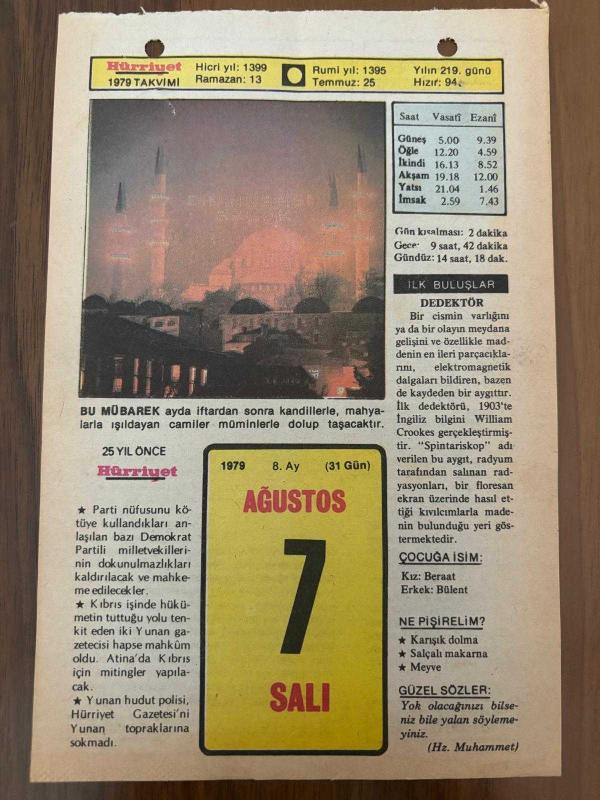 Hürriyet
1979 TAKVİMİ
Hicri yıl: 1399
Ramazan: 13
Rumi yıl: 1395
Temmuz: 25
Yılın 219. günü
Hızır: 94
Saat Vasatî Ezanî
Güneş 5.00 9.39
Öğle 12.20 4.59
İkindi 16.13 8.52
Akşam 19.18 12.00
Yatsı 21.04 1.46
İmsak 2.59 7.43
Gün kısalması: 2 dakika
Gece: 9 saat, 42 dakika
Gündüz: 14 saat, 18 dak.
BU MÜBAREK ayda iftardan sonra kandillerle, mahya-
larla ışıldayan camiler müminlerle dolup taşacaktır.
25 YIL ÖNCE
Hürriyet
★ Parti nüfusunu kö-
tüye kullandıkları an-
laşılan bazı Demokrat
Partili milletvekilleri-
nin dokunulmazlıkları
kaldırılacak ve mahke-
me edilecekler.
★ Kıbrıs işinde hükü-
metin tuttuğu yolu ten-
kit eden iki Yunan ga-
zetecisi hapse mahkûm
oldu. Atina'da Kıbrıs
için mitingler yapıla-
cak.
★ Yunan hudut polisi,
Hürriyet Gazetesi'ni
Yunan topraklarına
sokmadı.
1979 8. Ay (31 Gün)
AĞUSTOS
7
SALI
İLK BULUŞLAR
DEDEKTÖR
Bir cismin varlığını
ya da bir olayın meydana
gelişini ve özellikle mad-
denin en ileri parçacıkla-
rını, elektromagnetik
dalgaları bildiren, bazen
de kaydeden bir aygıttır.
İlk dedektörü, 1903'te
İngiliz bilgini William
Crookes gerçekleştirmiş-
tir. "Spintariskop" adı
verilen bu aygıt, radyum
tarafından salınan rad-
yasyonları, bir floresan
ekran üzerinde hasıl et-
tiği kıvılcımlarla made-
nin bulunduğu yeri gös-
termektedir.
ÇOCUĞA İSİM:
Kız: Beraat
Erkek: Bülent
NE PİŞİRELİM?
★ Karışık dolma
★ Salçalı makarna
★ Meyve
GÜZEL SÖZLER:
Yok olacağınızı bilse-
niz bile yalan söyleme-
yiniz.
(Hz. Muhammet)